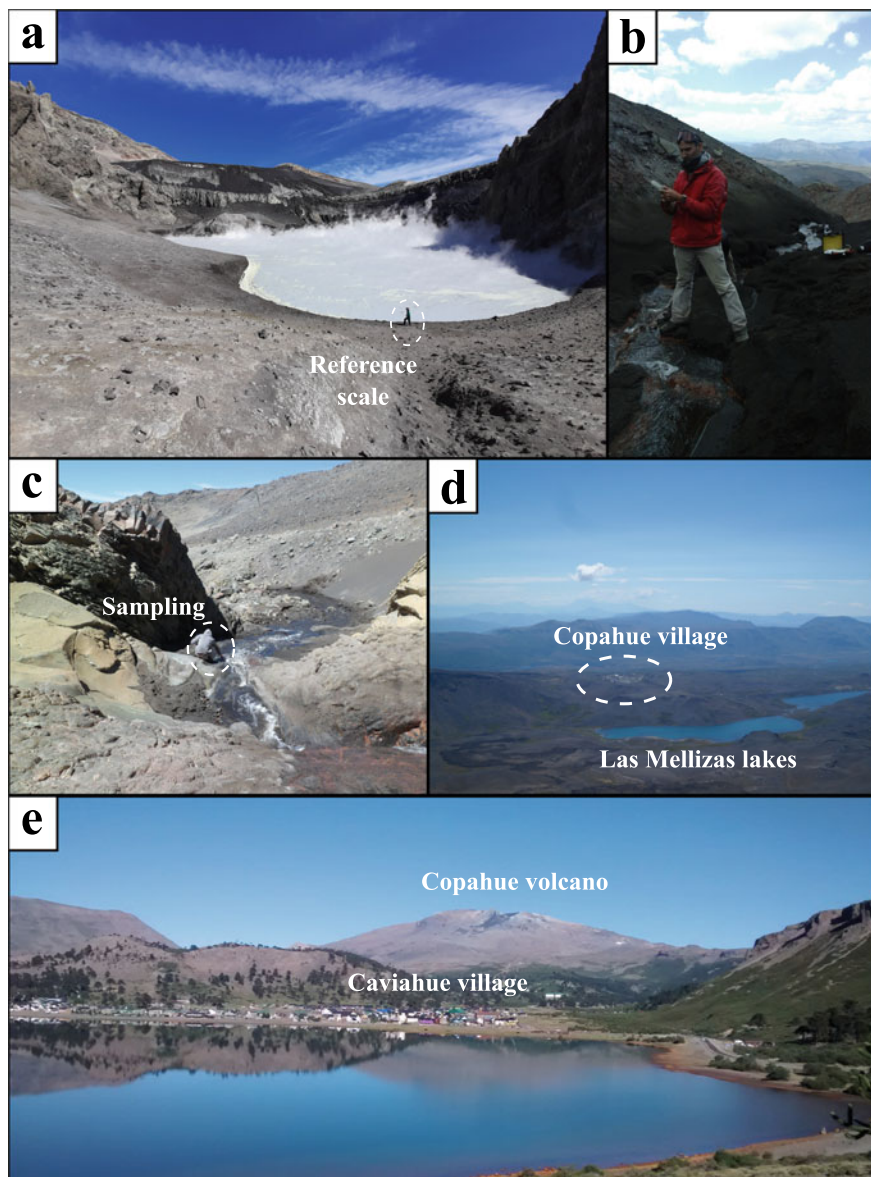 a
b
Reference
scale
c
d
Sampling
Copahue village
Las Mellizas lakes
e
Copahue volcano
Caviahue village